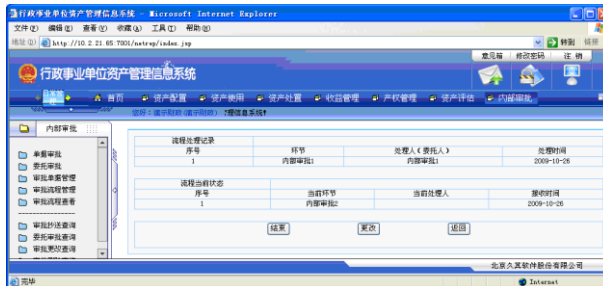 行政事业单位资产管理信息系统 - Microsoft Internet Explorer
文件(F) 编辑(E) 查看(V) 收藏(A) 工具(T) 帮助(H)
地址(D) http://10.2.21.65:7001/netrep/index.jsp 转到 链接
意见箱 修改密码 注 销
行政事业单位资产管理信息系统
首页 资产配置 资产使用 资产处置 收益管理 产权管理 资产评估 内部审批
内部审批
流程处理记录
序号 环节 处理人(委托人) 处理时间
1 内部审批1 内部审批1 2009-10-26
流程当前状态
序号 当前环节 当前处理人 接收时间
1 内部审批2 2009-10-26
结束 更改 返回
单据审批
委托审批
审批单据管理
审批流程管理
审批流程查看
----------------
审批抄送查询
委托审批查询
审批更改查询
北京久其软件股份有限公司
完毕 Internet